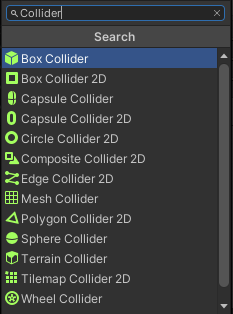 Collider
Search
Box Collider
Box Collider 2D
Capsule Collider
Capsule Collider 2D
Circle Collider 2D
Composite Collider 2D
Edge Collider 2D
Mesh Collider
Polygon Collider 2D
Sphere Collider
Terrain Collider
Tilemap Collider 2D
Wheel Collider